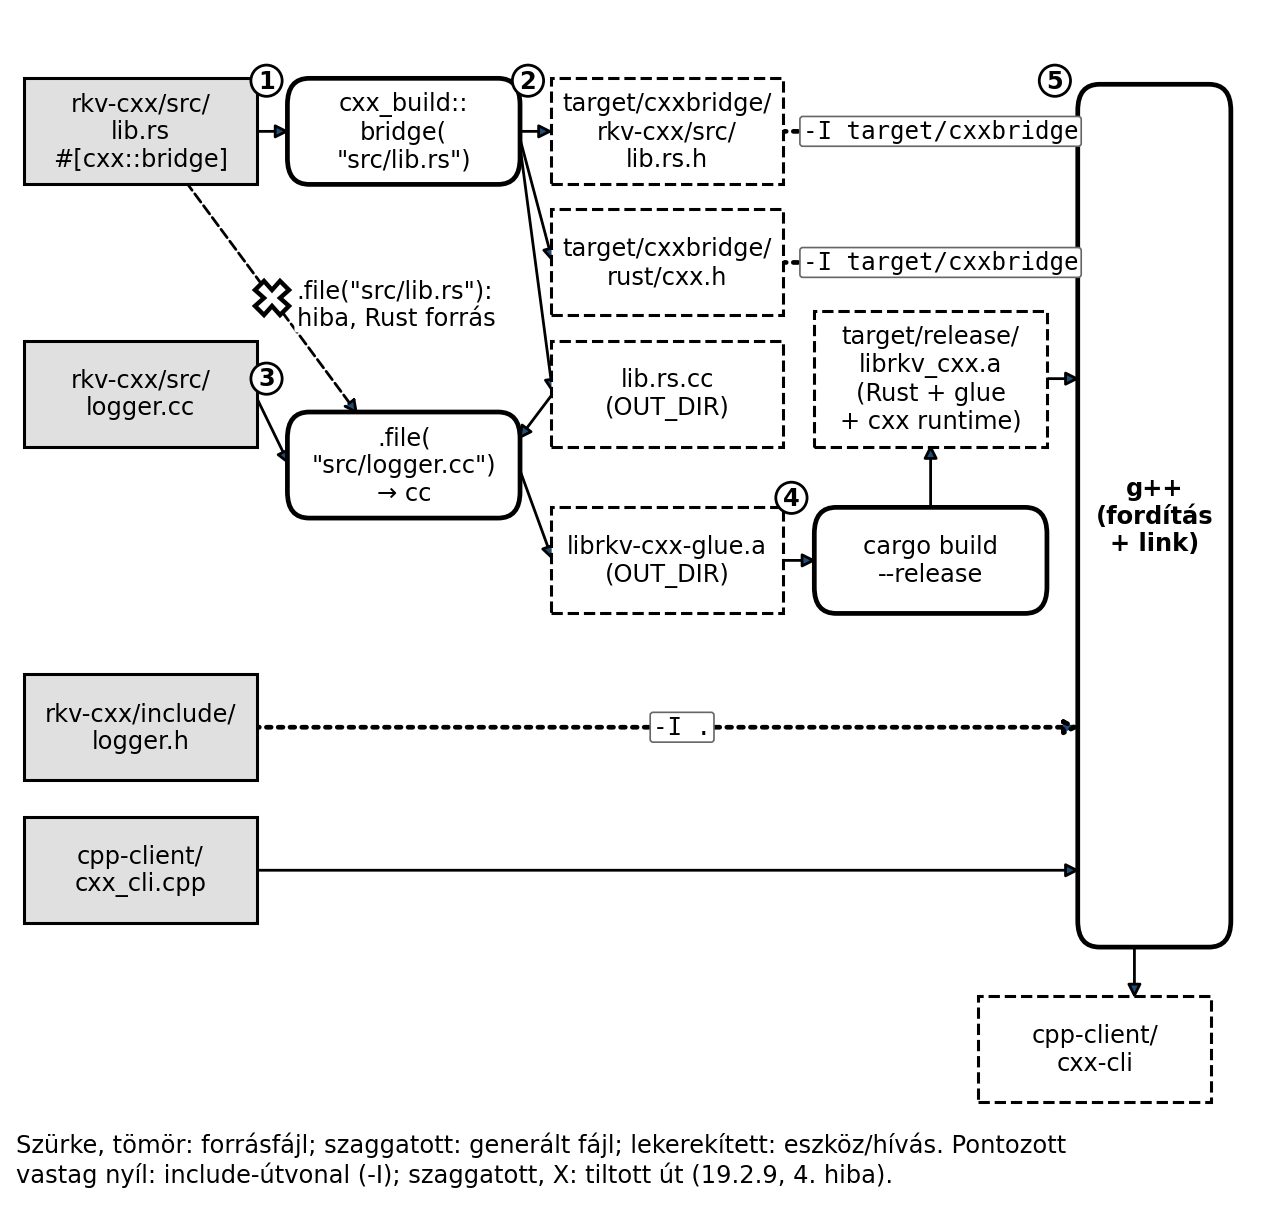 ①
rkv-cxx/src/
lib.rs
#[cxx::bridge]
cxx_build::
bridge(
"src/lib.rs")
②
target/cxxbridge/
rkv-cxx/src/
lib.rs.h
-I target/cxxbridge
⑤
target/cxxbridge/
rust/cxx.h
-I target/cxxbridge
.file("src/lib.rs"):
hiba, Rust forrás
rkv-cxx/src/
logger.cc
③
.file(
"src/logger.cc")
→ cc
lib.rs.cc
(OUT_DIR)
target/release/
librkv_cxx.a
(Rust + glue
+ cxx runtime)
g++
(fordítás
+ link)
librkv-cxx-glue.a
(OUT_DIR)
④
cargo build
--release
rkv-cxx/include/
logger.h
-I .
cpp-client/
cxx_cli.cpp
cpp-client/
cxx-cli
Szürke, tömör: forrásfájl; szaggatott: generált fájl; lekerekített: eszköz/hívás. Pontozott
vastag nyíl: include-útvonal (-I); szaggatott, X: tiltott út (19.2.9, 4. hiba).